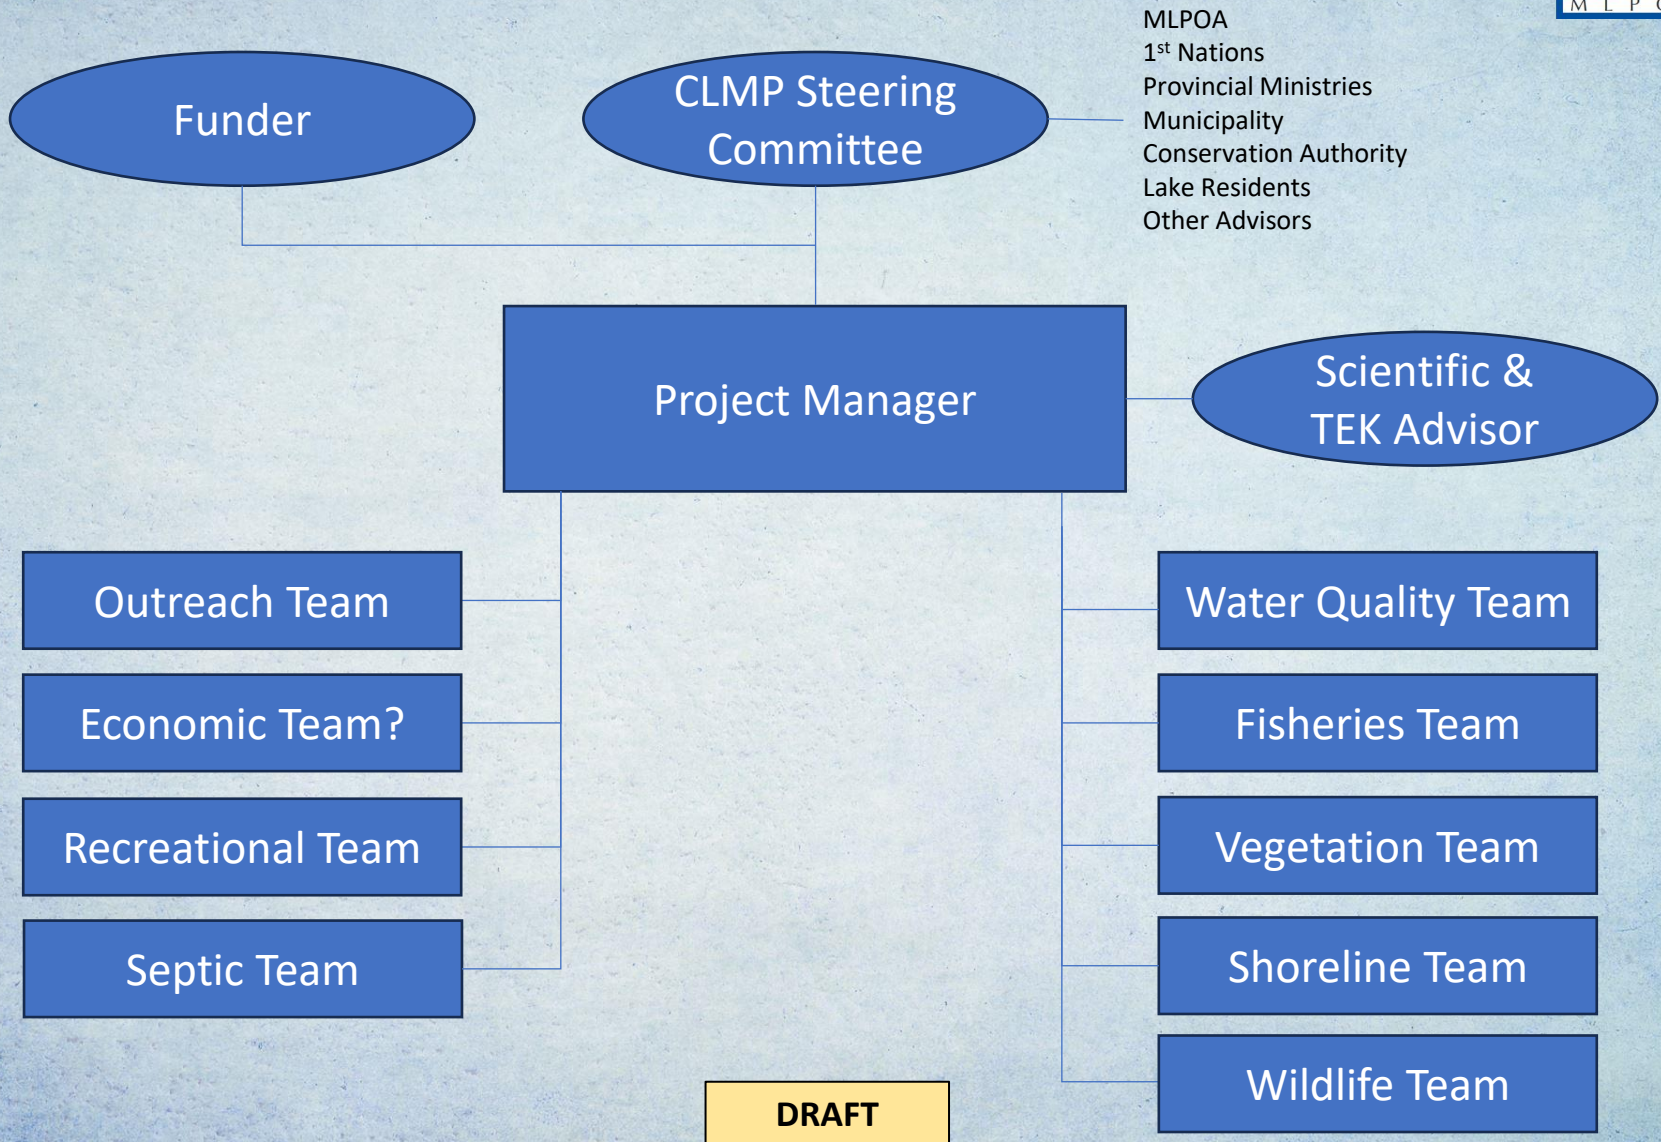 MLPOA
1st Nations
Provincial Ministries
Municipality
Conservation Authority
Lake Residents
Other Advisors
Funder
CLMP Steering
Committee
Project Manager
Scientific &
TEK Advisor
Outreach Team
Economic Team?
Recreational Team
Septic Team
Water Quality Team
Fisheries Team
Vegetation Team
Shoreline Team
Wildlife Team
DRAFT